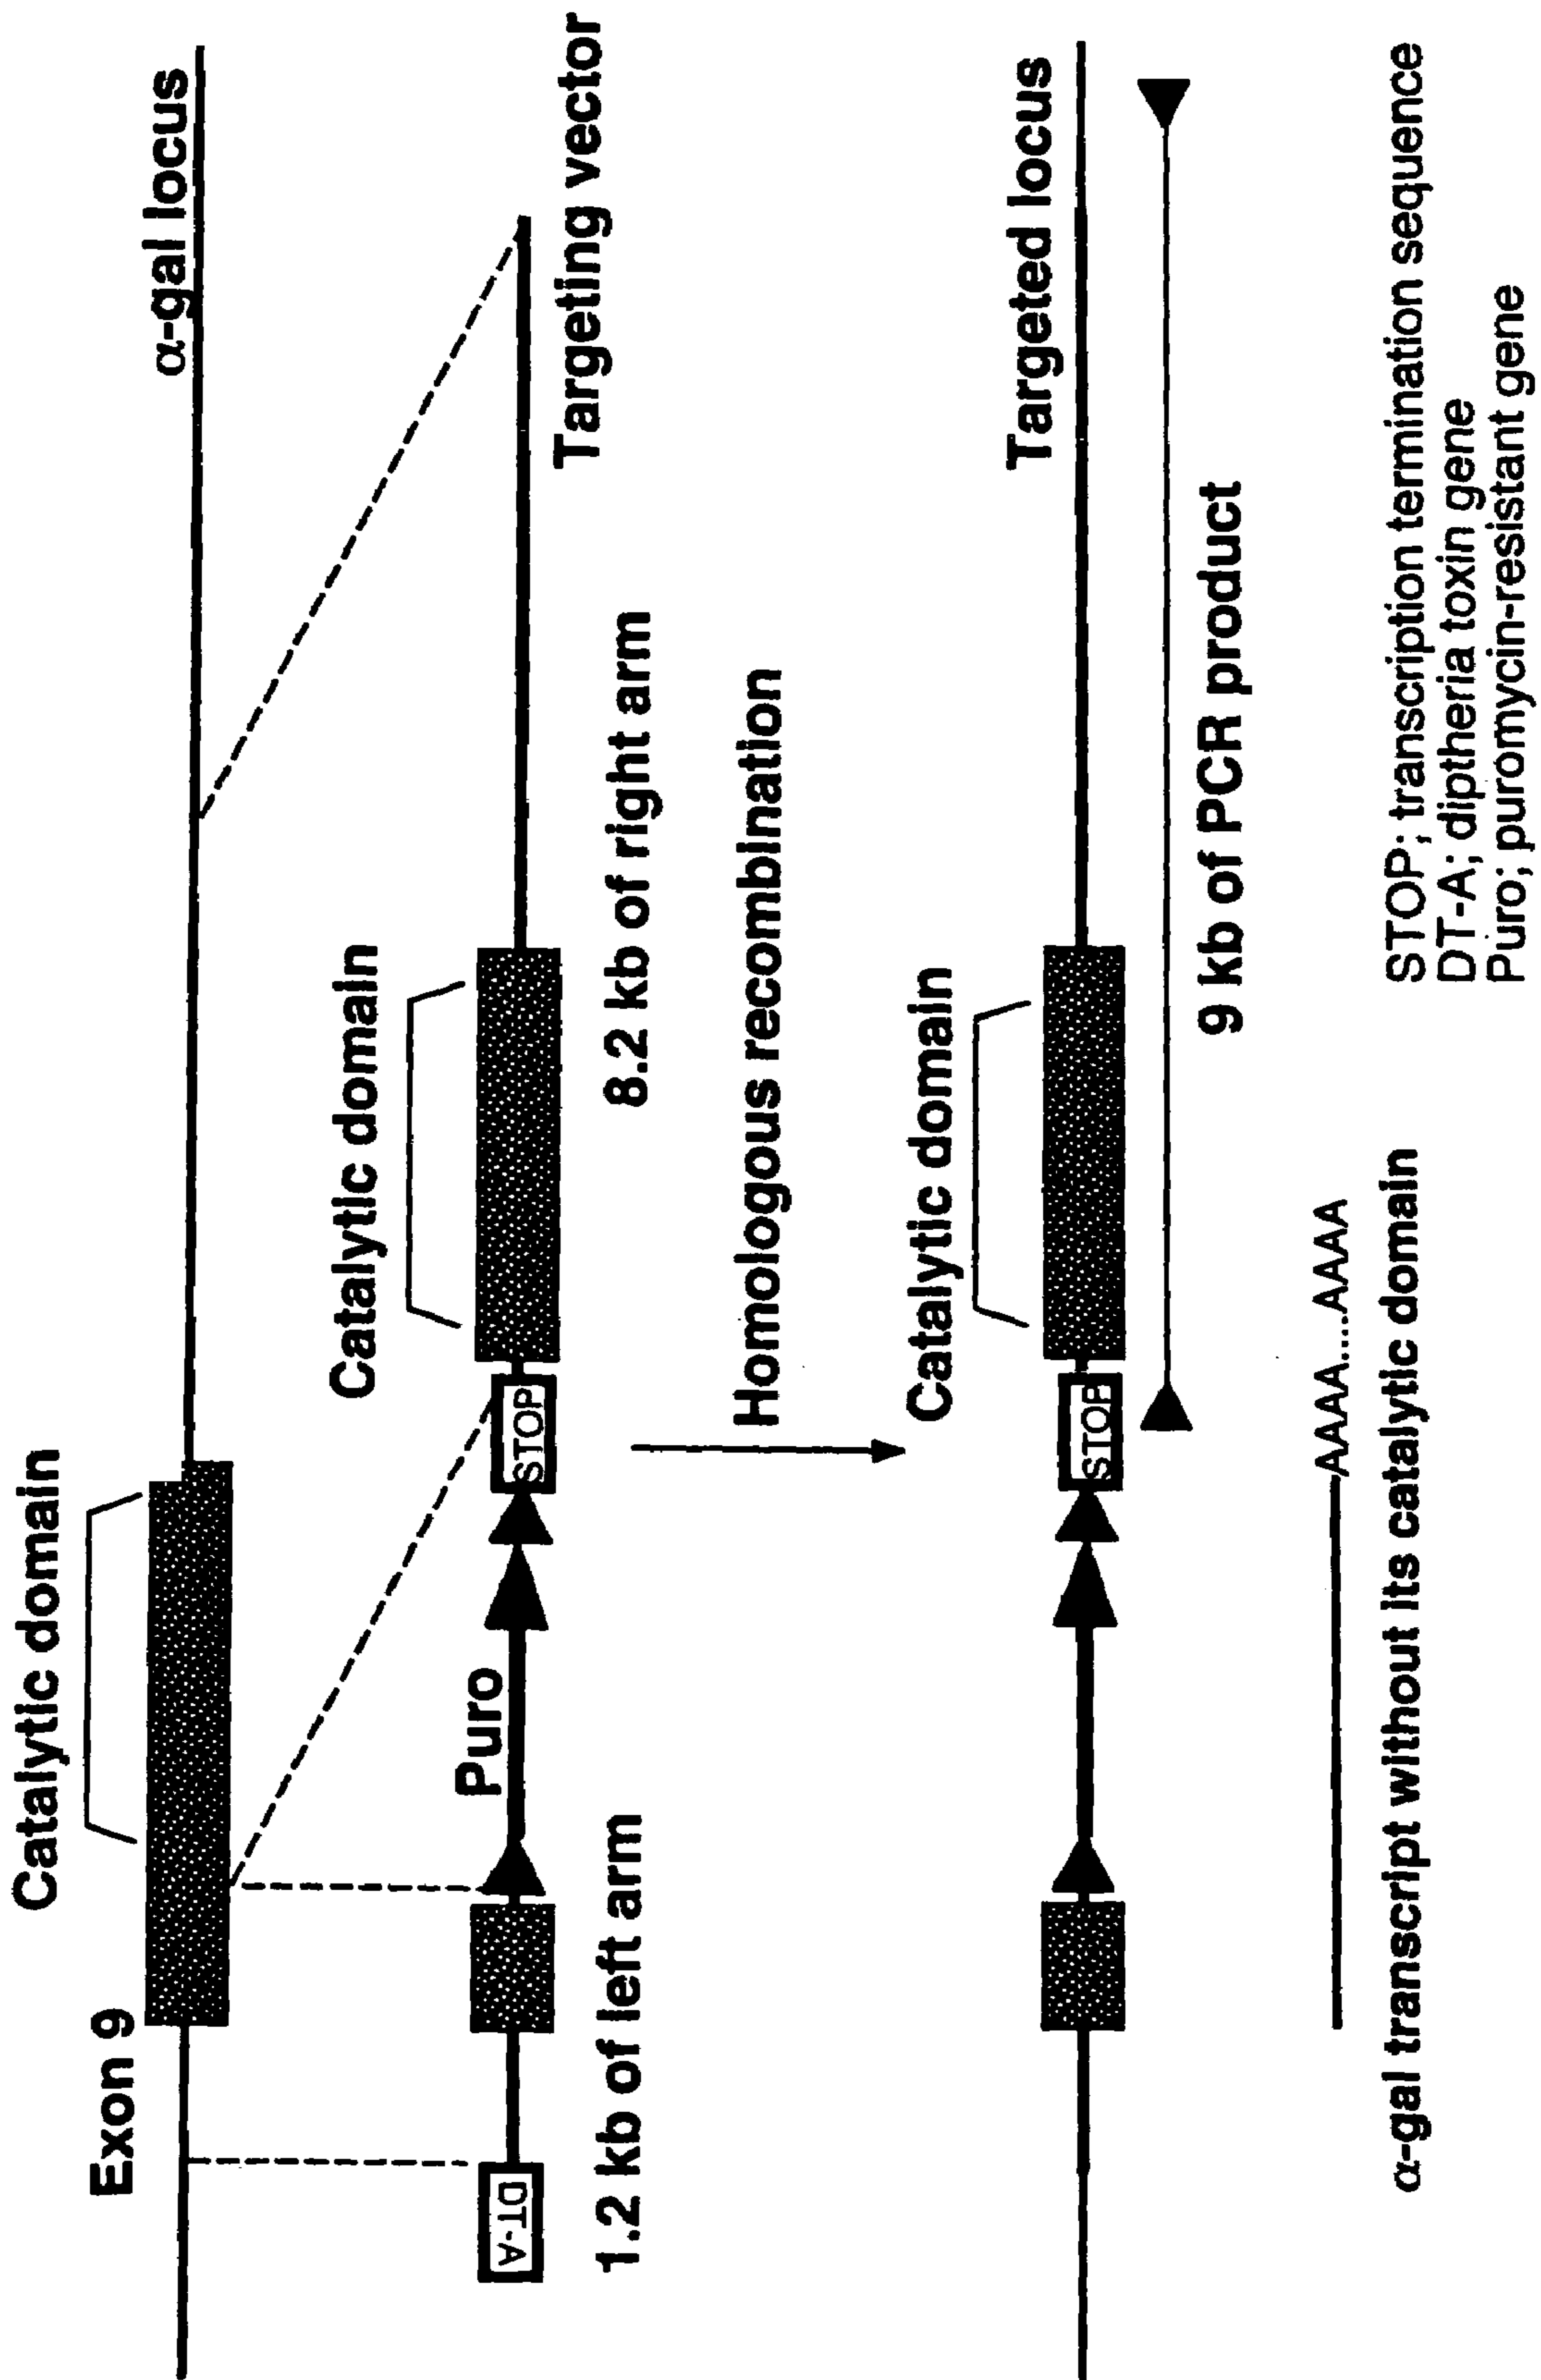 Catalytic domain
Exon 9
α-gal locus
Catalytic domain
Puro
DT-A
STOP
Targeting vector
1.2 kb of left arm
8.2 kb of right arm
Homologous recombination
Catalytic domain
Targeted locus
STOP
9 kb of PCR product
AAAA....AAAA
α-gal transcript without its catalytic domain
STOP; transcription termination sequence
DT-A; diptheria toxin gene
Puro; puromycin-resistant gene